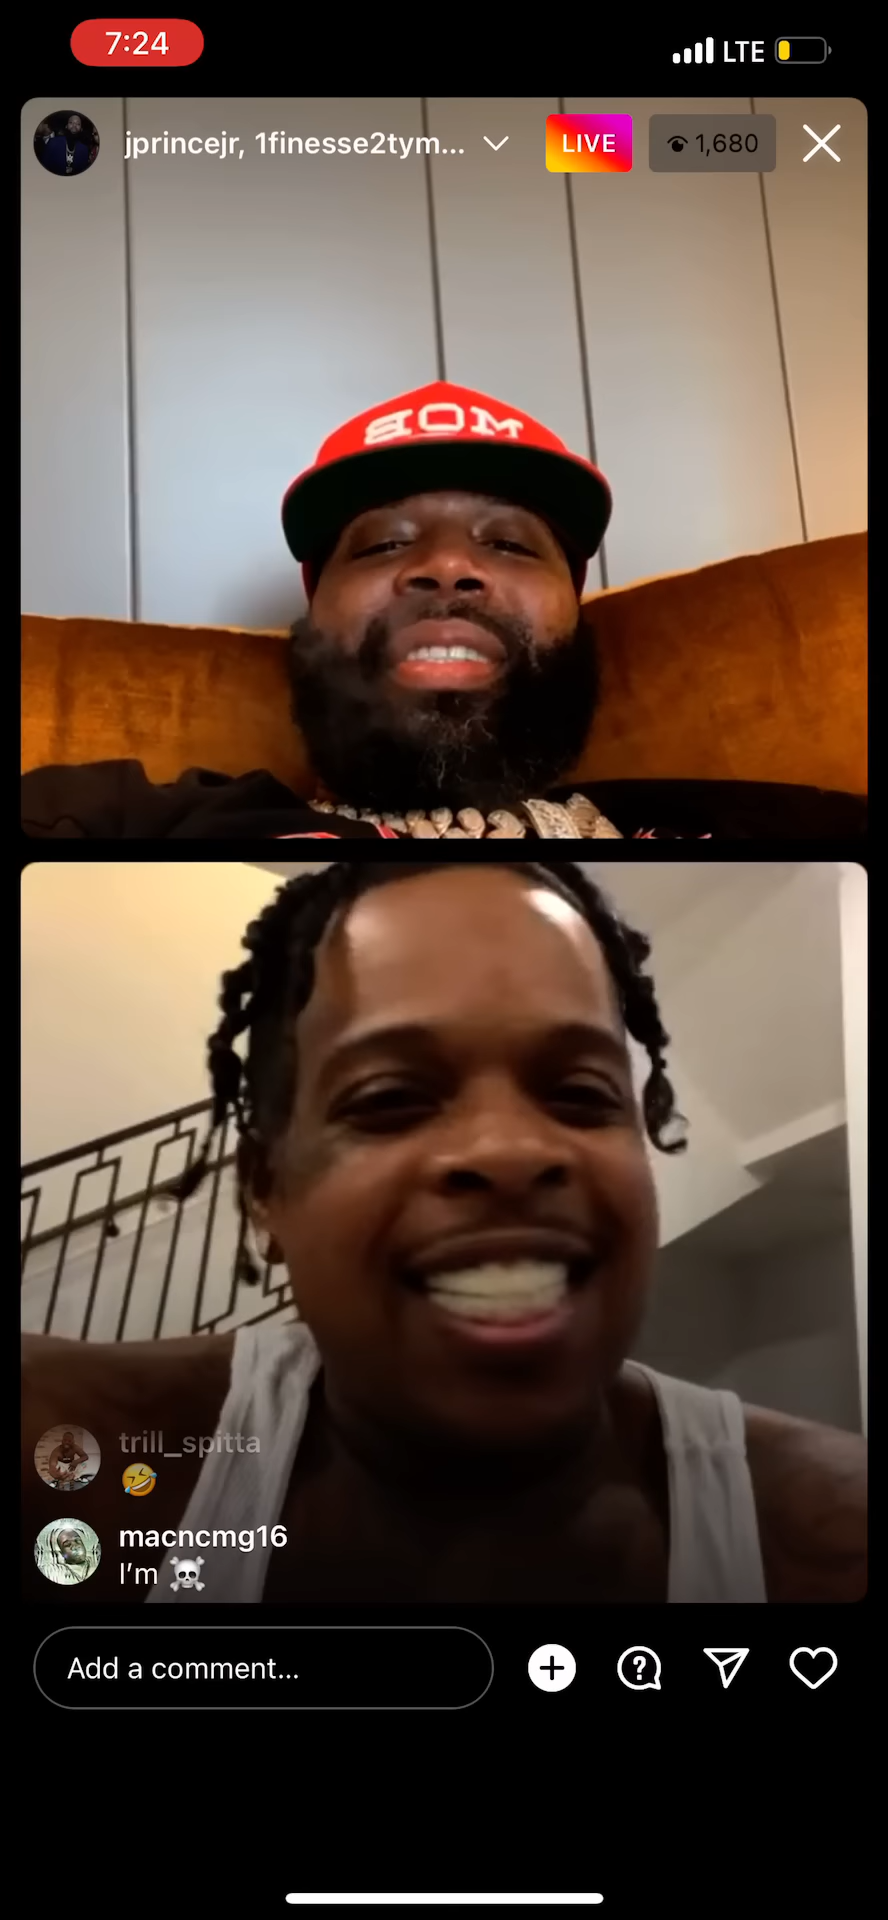 7:24
LTE
jprincejr, 1finesse2tym...
LIVE
1,680
MOB
trill_spitta
🤣
macncmg16
I'm ☠️
Add a comment...